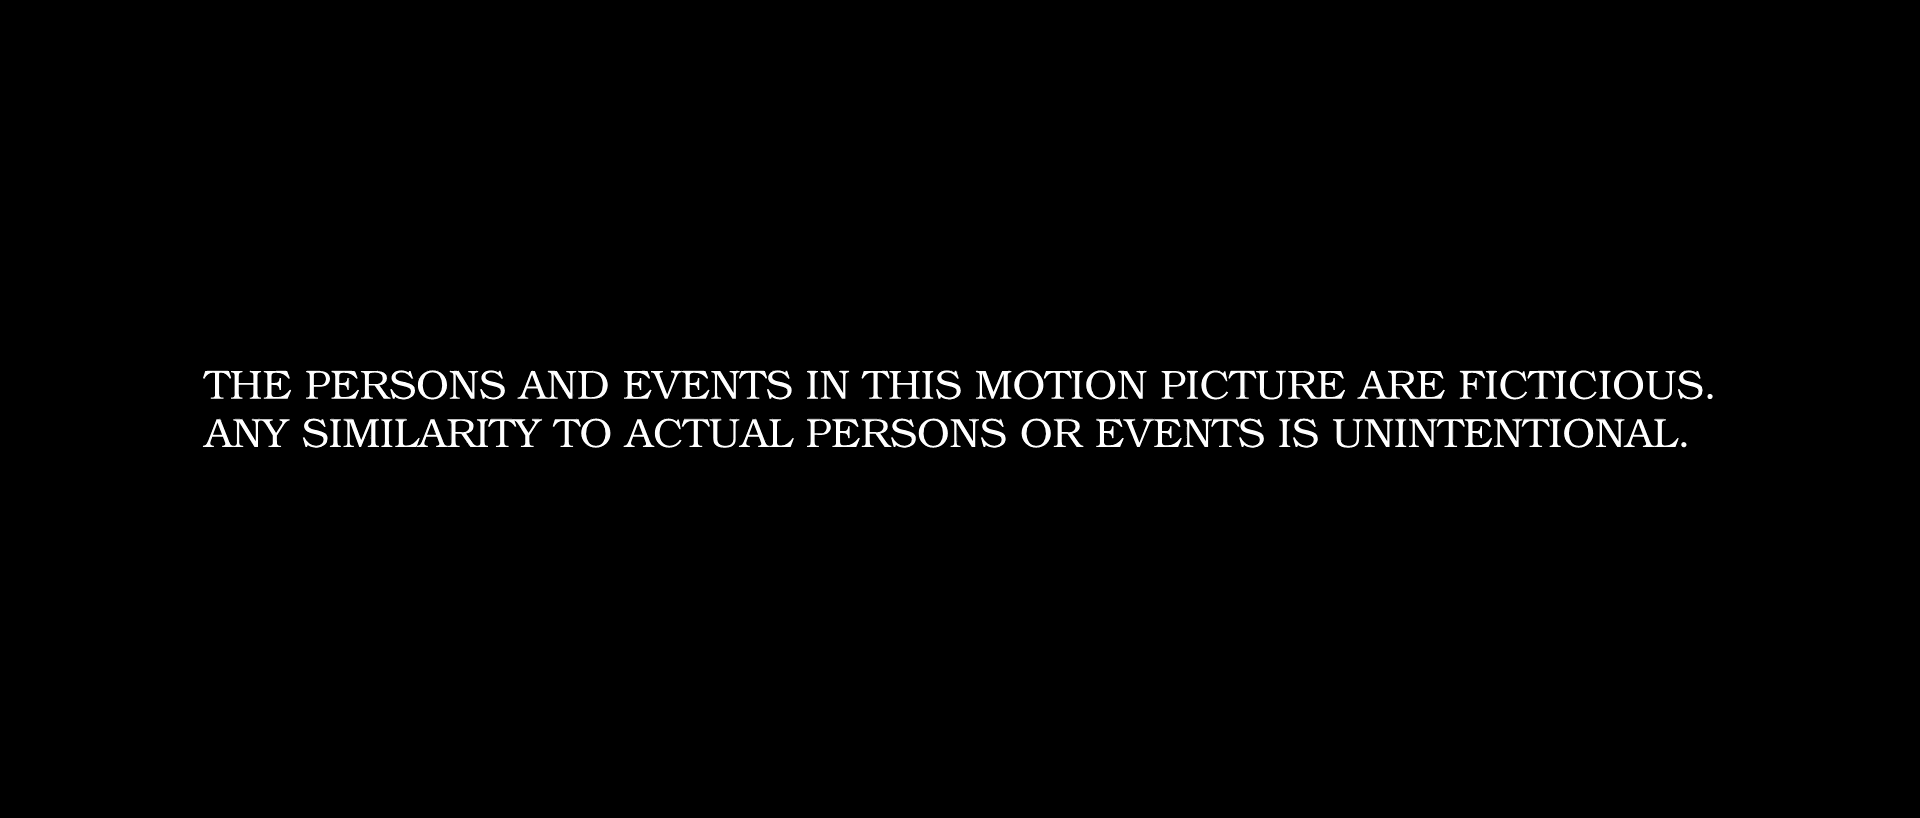 THE PERSONS AND EVENTS IN THIS MOTION PICTURE ARE FICTICIOUS.
ANY SIMILARITY TO ACTUAL PERSONS OR EVENTS IS UNINTENTIONAL.